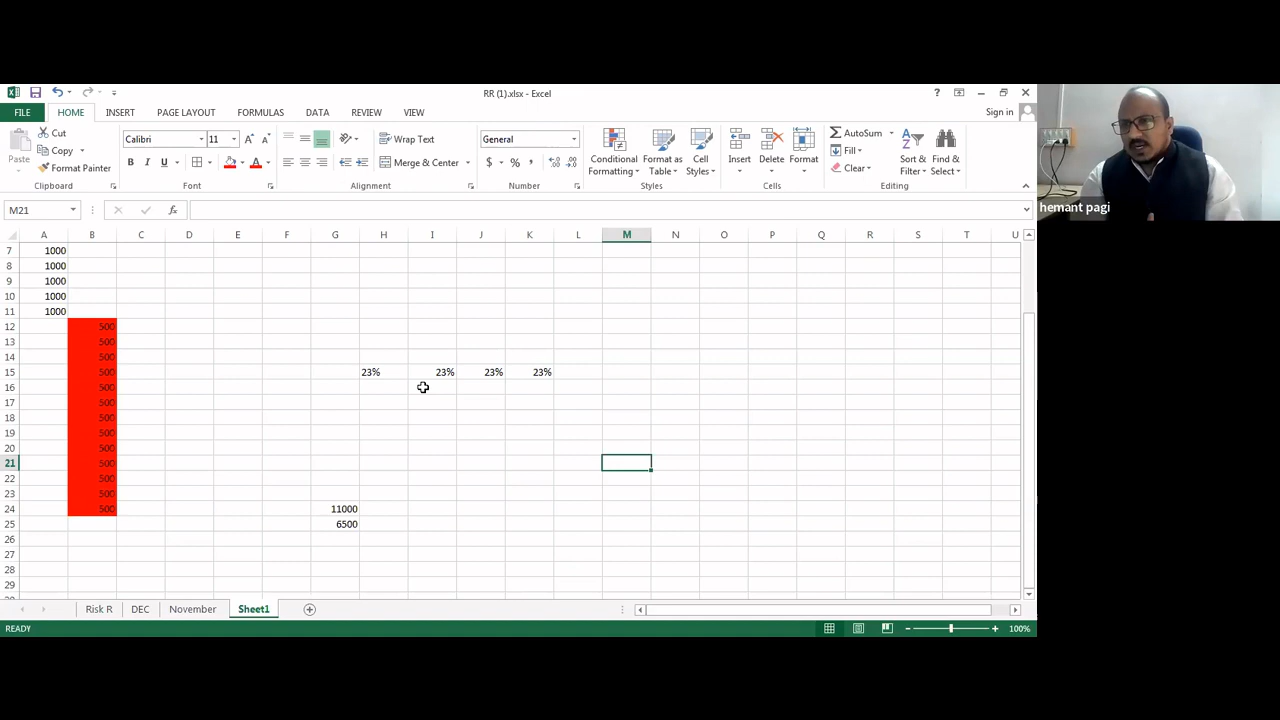 RR (1).xlsx - Excel
?
Sign in
FILE HOME INSERT PAGE LAYOUT FORMULAS DATA REVIEW VIEW
Paste
Cut
Copy
Format Painter
Clipboard
Calibri 11
B I U
Font
Wrap Text
Merge & Center
Alignment
General
$ % ,
Number
Conditional Formatting
Format as Table
Cell Styles
Styles
Insert
Delete
Format
Cells
AutoSum
Fill
Clear
Sort & Filter
Find & Select
Editing
hemant pagi
M21 fx
A B C D E F G H I J K L M N O P Q R S T U
7 1000
8 1000
9 1000
10 1000
11 1000
12 500
13 500
14 500
15 500 23% 23% 23% 23%
16 500
17 500
18 500
19 500
20 500
21 500
22 500
23 500
24 500 11000
25 6500
26
27
28
29
Risk R DEC November Sheet1
READY 100%